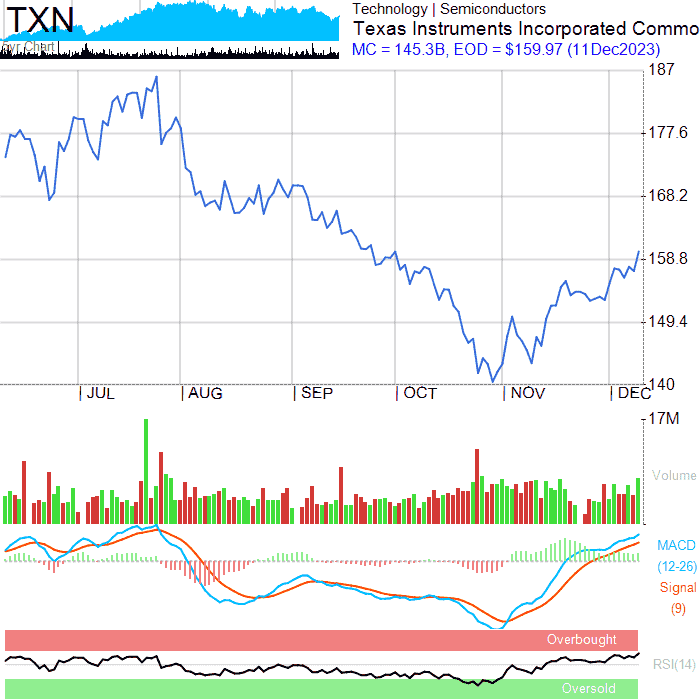 TXN
5yr Chart
Technology | Semiconductors
Texas Instruments Incorporated Commo
MC = 145.3B, EOD = $159.97 (11Dec2023)
187
177.6
168.2
158.8
149.4
140
JUL
AUG
SEP
OCT
NOV
DEC
17M
Volume
MACD
(12-26)
Signal
(9)
Overbought
RSI(14)
Oversold